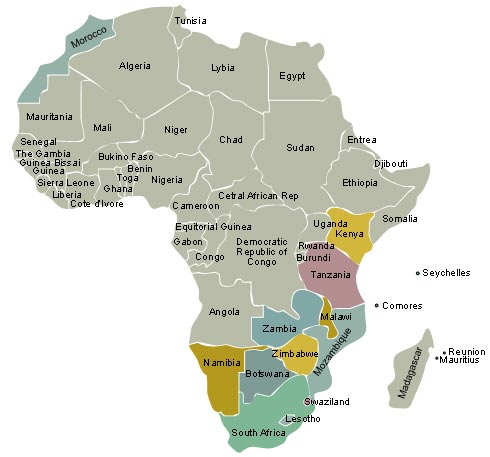 Tunisia
Morocco
Algeria
Lybia
Egypt
Mauritania
Mali
Niger
Chad
Sudan
Entrea
Senegal
The Gambia
Guinea Bissai
Guinea
Bukino Faso
Benin
Toga
Ghana
Nigeria
Djibouti
Ethiopia
Sierra Leone
Liberia
Cote d'Ivore
Cetral African Rep
Cameroon
Somalia
Equitorial Guinea
Gabon
Congo
Democratic
Republic of
Congo
Uganda
Kenya
Rwanda
Burundi
Tanzania
Seychelles
Comores
Angola
Zambia
Malawi
Mozambique
Zimbabwe
Namibia
Botswana
Madagascar
Reunion
Mauritius
Swaziland
Lesotho
South Africa